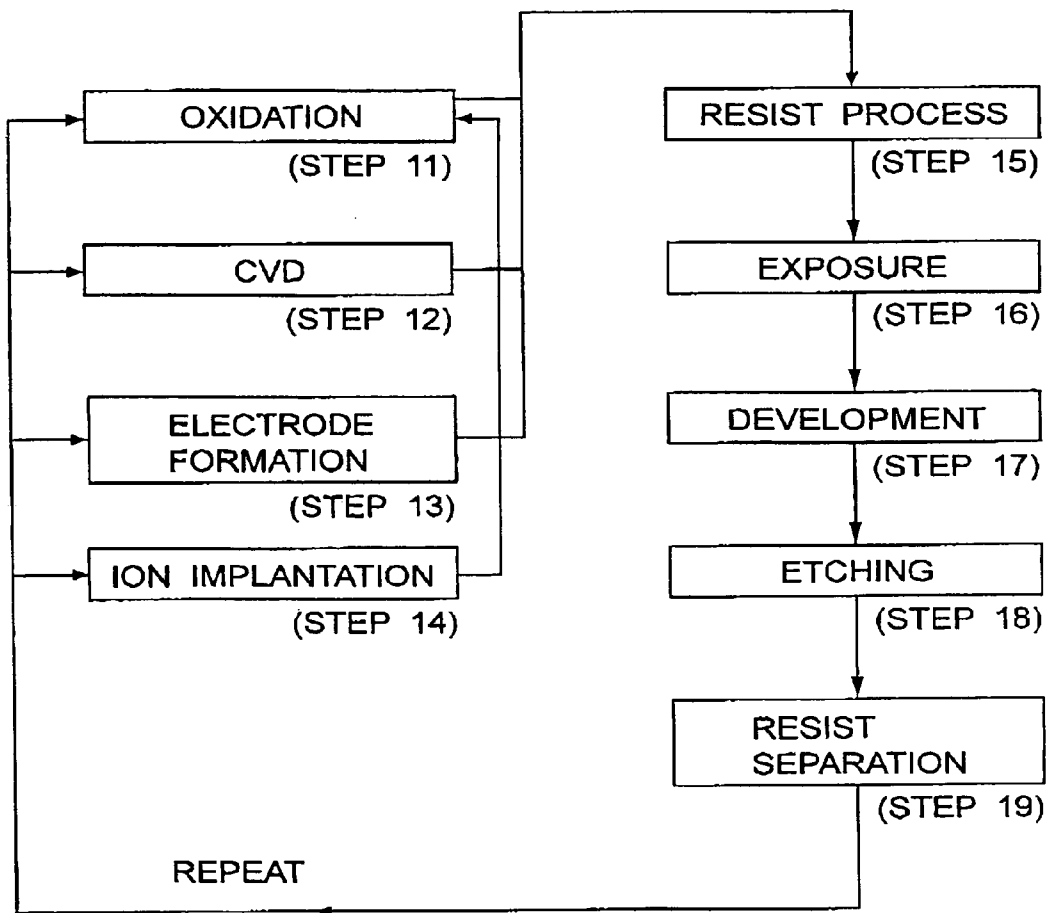 OXIDATION
(STEP 11)
CVD
(STEP 12)
ELECTRODE
FORMATION
(STEP 13)
ION IMPLANTATION
(STEP 14)
RESIST PROCESS
(STEP 15)
EXPOSURE
(STEP 16)
DEVELOPMENT
(STEP 17)
ETCHING
(STEP 18)
RESIST
SEPARATION
(STEP 19)
REPEAT